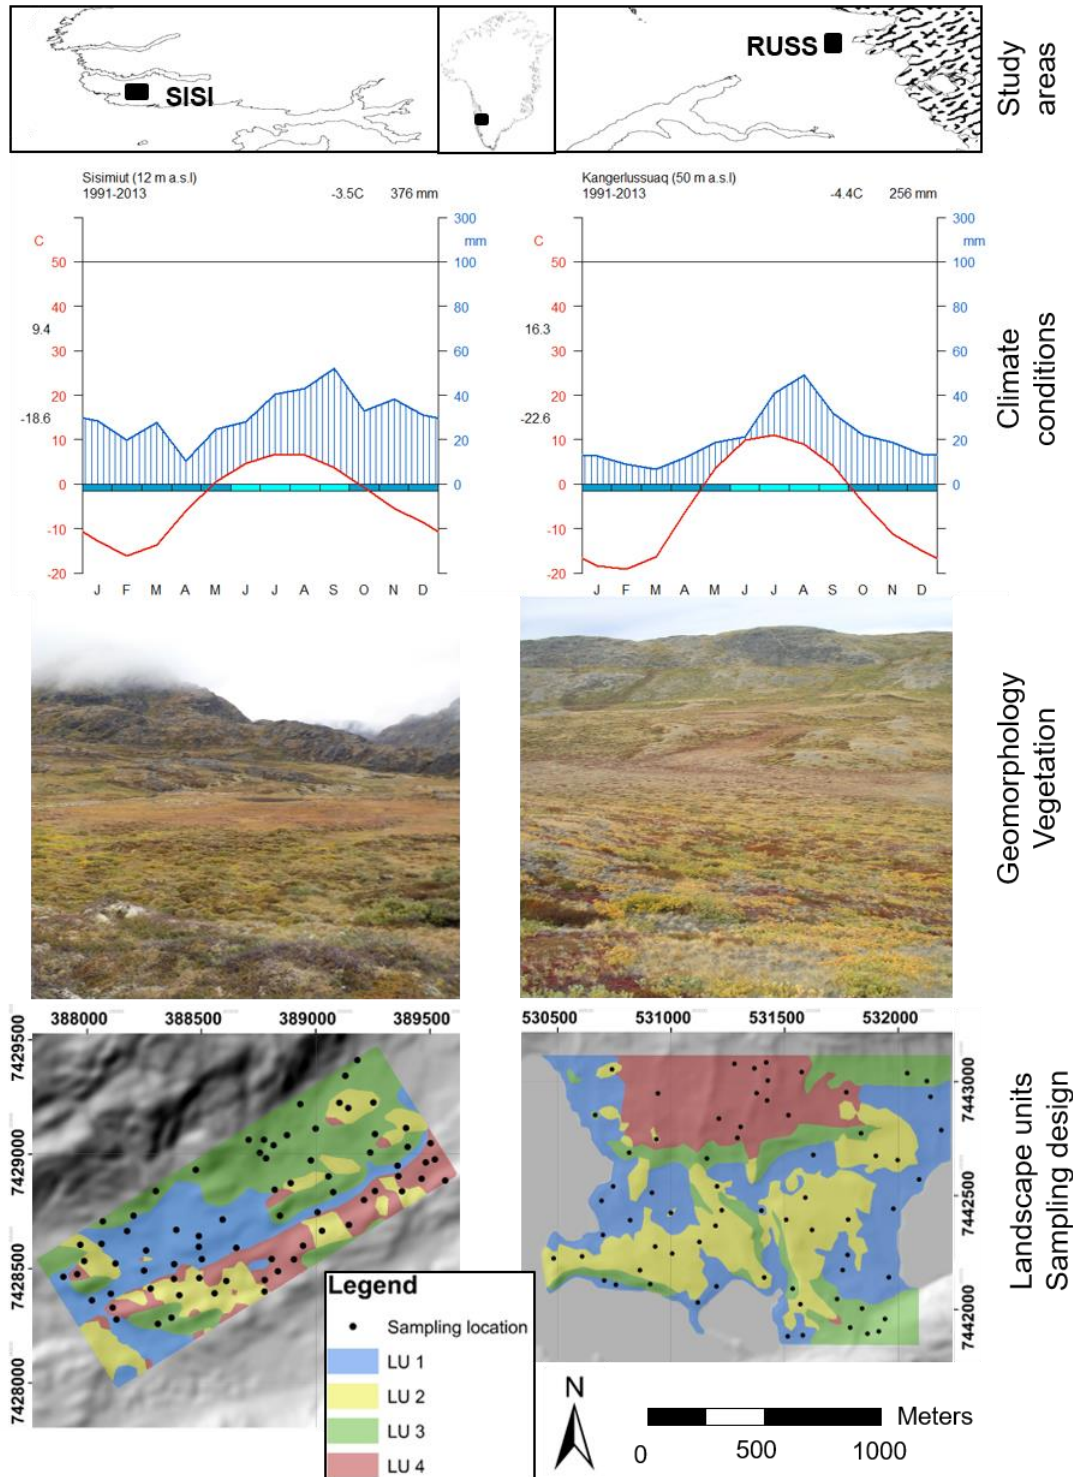 SISI
RUSS
Study
areas
Sisimiut (12 m a.s.l)
1991-2013 -3.5C 376 mm
Kangerlussuaq (50 m a.s.l)
1991-2013 -4.4C 256 mm
C 300
mm
50 100
40 80
9.4
30 60
20 40
-18.6
10 20
0 0
-10
-20
J F M A M J J A S O N D
C 300
mm
50 100
40 80
16.3
30 60
20 40
-22.6
10 20
0 0
-10
-20
J F M A M J J A S O N D
Climate
conditions
Geomorphology
Vegetation
388000 388500 389000 389500
7429500
7429000
7428500
7428000
530500 531000 531500 532000
7443000
7442500
7442000
Landscape units
Sampling design
Legend
Sampling location
LU 1
LU 2
LU 3
LU 4
N
Meters
0 500 1000